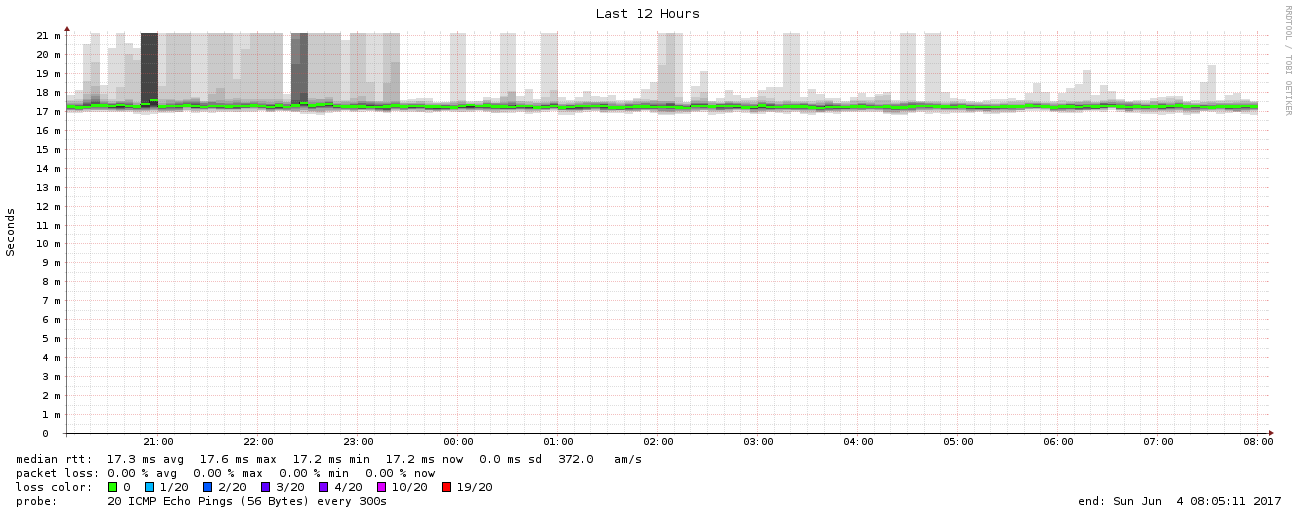 Last 12 Hours
RRDTOOL / TOBI OETIKER
Seconds
21 m
20 m
19 m
18 m
17 m
16 m
15 m
14 m
13 m
12 m
11 m
10 m
9 m
8 m
7 m
6 m
5 m
4 m
3 m
2 m
1 m
0
21:00 22:00 23:00 00:00 01:00 02:00 03:00 04:00 05:00 06:00 07:00 08:00
median rtt: 17.3 ms avg 17.6 ms max 17.2 ms min 17.2 ms now 0.0 ms sd 372.0 am/s
packet loss: 0.00 % avg 0.00 % max 0.00 % min 0.00 % now
loss color: 0 1/20 2/20 3/20 4/20 10/20 19/20
probe: 20 ICMP Echo Pings (56 Bytes) every 300s end: Sun Jun 4 08:05:11 2017